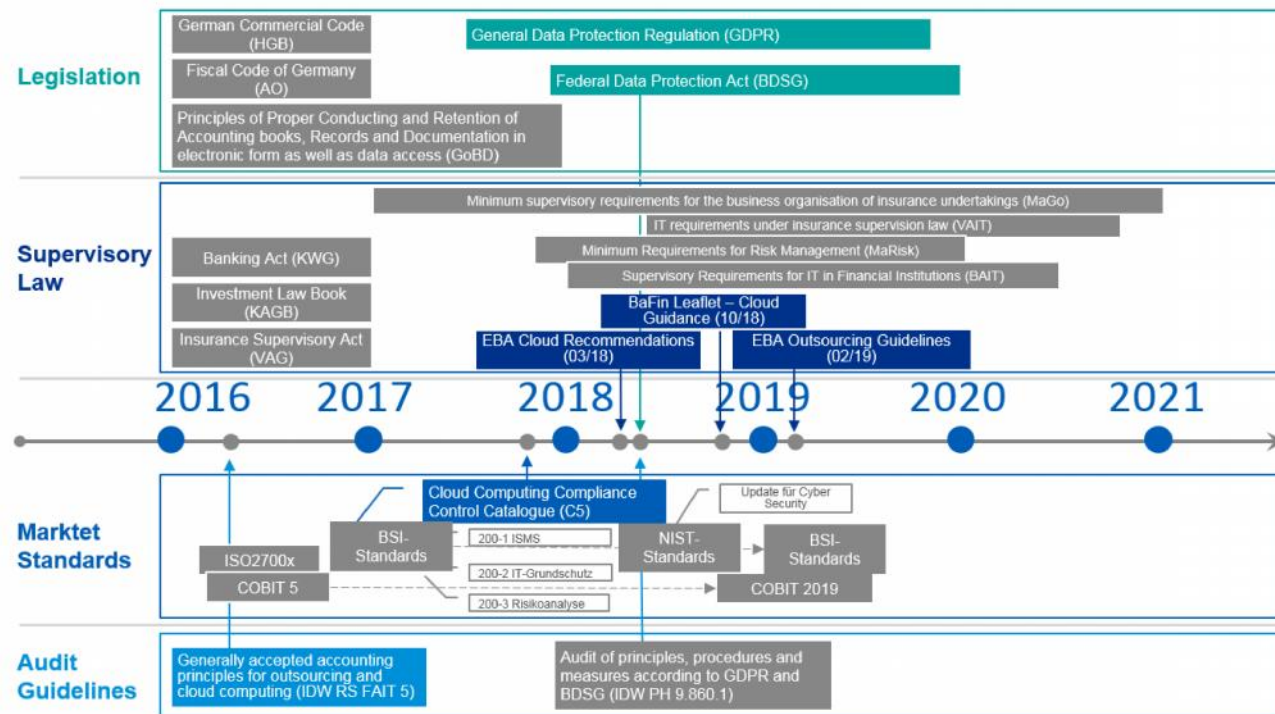 Legislation
German Commercial Code
(HGB)
Fiscal Code of Germany
(AO)
Principles of Proper Conducting and Retention of
Accounting books, Records and Documentation in
electronic form as well as data access (GoBD)
General Data Protection Regulation (GDPR)
Federal Data Protection Act (BDSG)
Supervisory
Law
Minimum supervisory requirements for the business organisation of insurance undertakings (MaGo)
IT requirements under insurance supervision law (VAIT)
Banking Act (KWG)
Minimum Requirements for Risk Management (MaRisk)
Supervisory Requirements for IT in Financial Institutions (BAIT)
Investment Law Book
(KAGB)
BaFin Leaflet – Cloud
Guidance (10/18)
Insurance Supervisory Act
(VAG)
EBA Cloud Recommendations
(03/18)
EBA Outsourcing Guidelines
(02/19)
2016
2017
2018
2019
2020
2021
Marktet
Standards
Cloud Computing Compliance
Control Catalogue (C5)
Update für Cyber
Security
ISO2700x
COBIT 5
BSI-
Standards
200-1 ISMS
200-2 IT-Grundschutz
200-3 Risikoanalyse
NIST-
Standards
BSI-
Standards
COBIT 2019
Audit
Guidelines
Generally accepted accounting
principles for outsourcing and
cloud computing (IDW RS FAIT 5)
Audit of principles, procedures and
measures according to GDPR and
BDSG (IDW PH 9.860.1)